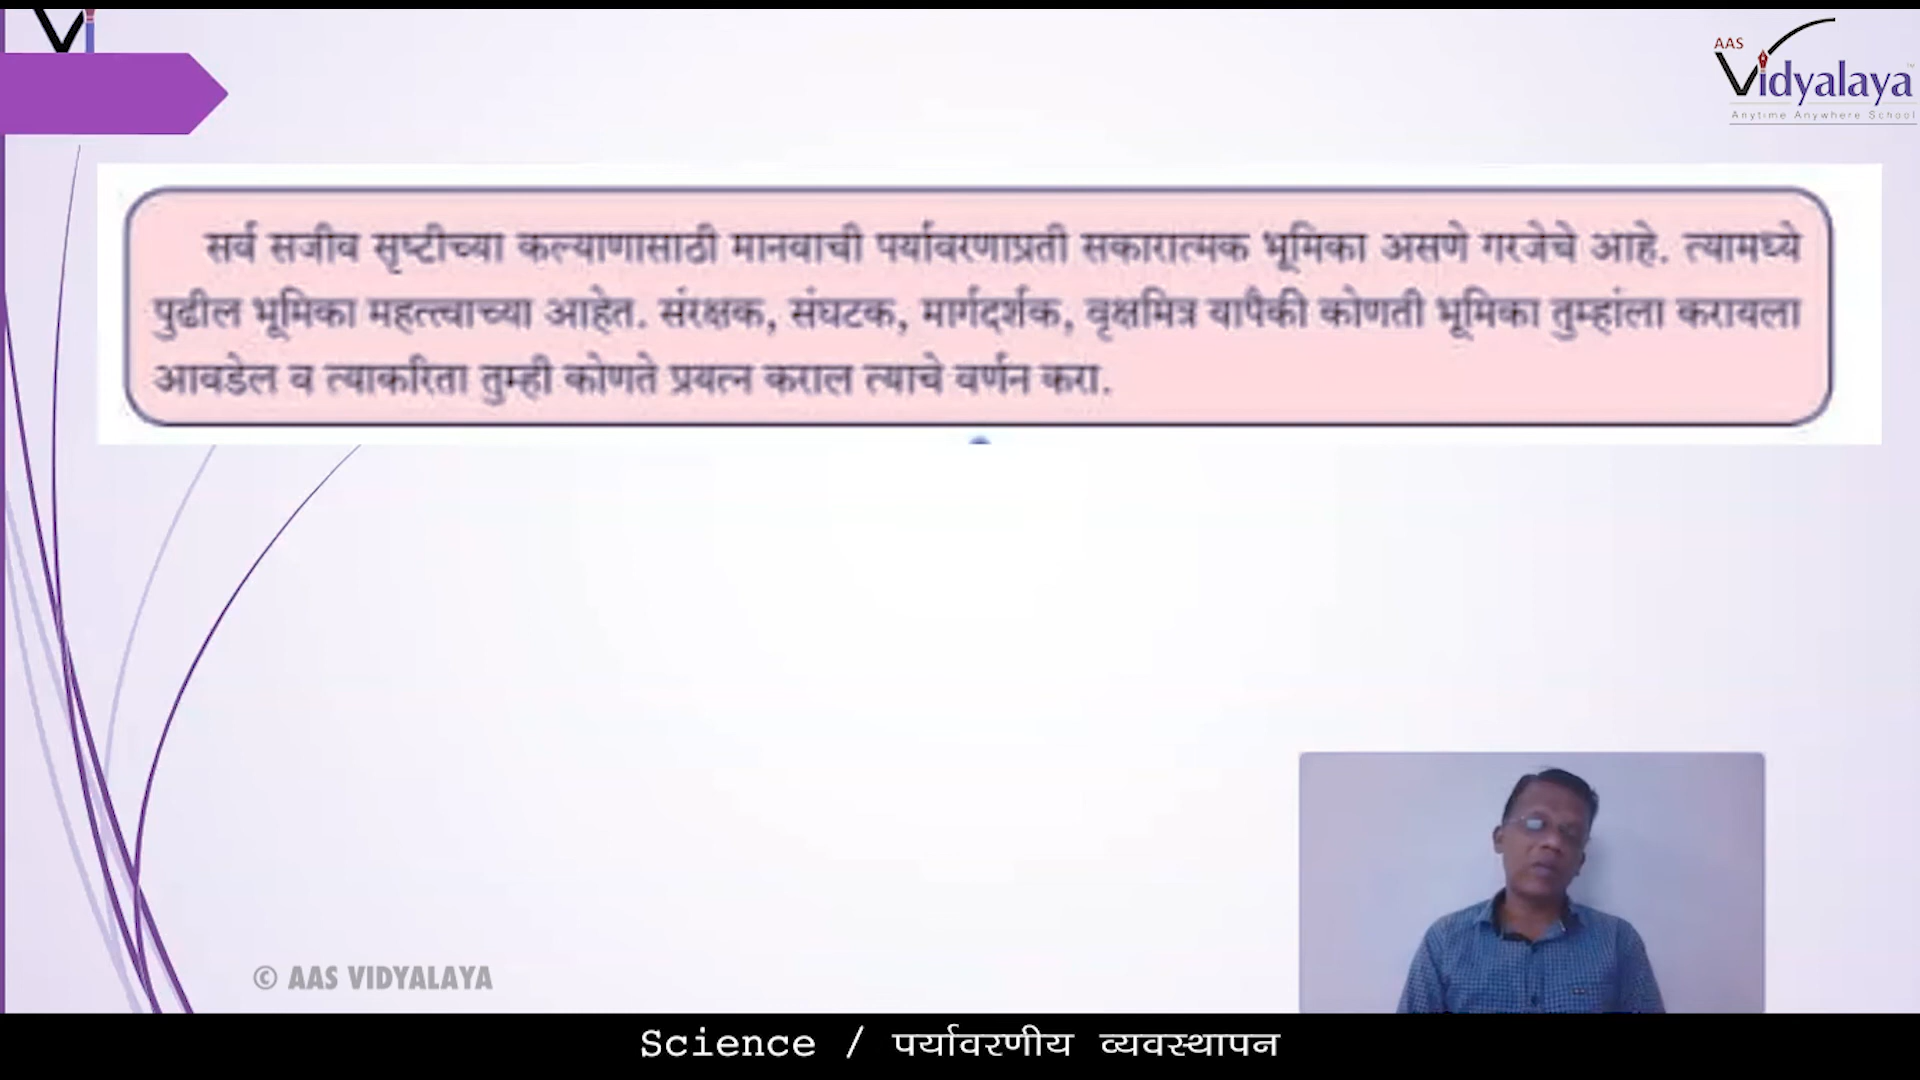 Vi
AAS
Vidyalaya
Anytime Anywhere School
सर्व सजीव सृष्टीच्या कल्याणासाठी मानवाची पर्यावरणाप्रती सकारात्मक भूमिका असणे गरजेचे आहे. त्यामध्ये
पुढील भूमिका महत्त्वाच्या आहेत. संरक्षक, संघटक, मार्गदर्शक, वृक्षमित्र यापैकी कोणती भूमिका तुम्हांला करायला
आवडेल व त्याकरिता तुम्ही कोणते प्रयत्न कराल त्याचे वर्णन करा.
© AAS VIDYALAYA
Science / पर्यावरणीय व्यवस्थापन